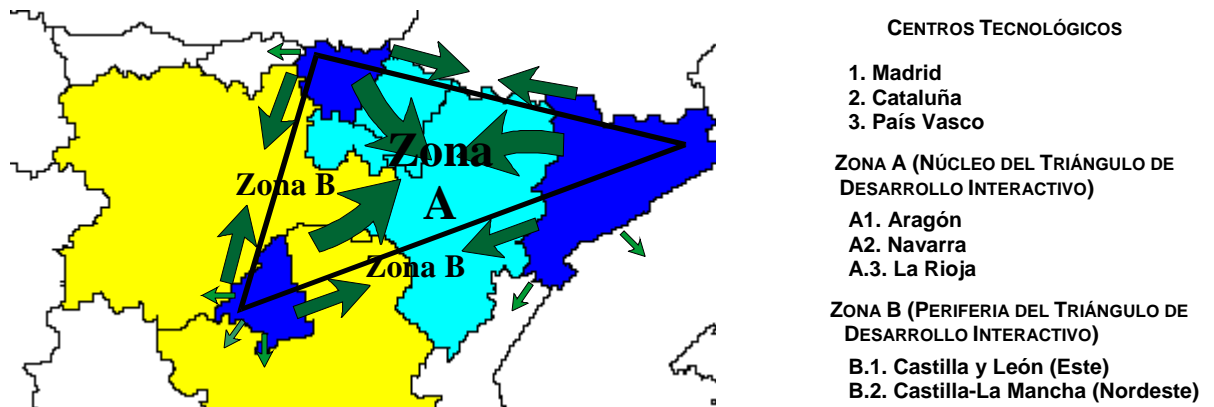 Zona
A
Zona B
Zona B
CENTROS TECNOLÓGICOS
1. Madrid
2. Cataluña
3. País Vasco
ZONA A (NÚCLEO DEL TRIÁNGULO DE
DESARROLLO INTERACTIVO)
A1. Aragón
A2. Navarra
A.3. La Rioja
ZONA B (PERIFERIA DEL TRIÁNGULO DE
DESARROLLO INTERACTIVO)
B.1. Castilla y León (Este)
B.2. Castilla-La Mancha (Nordeste)